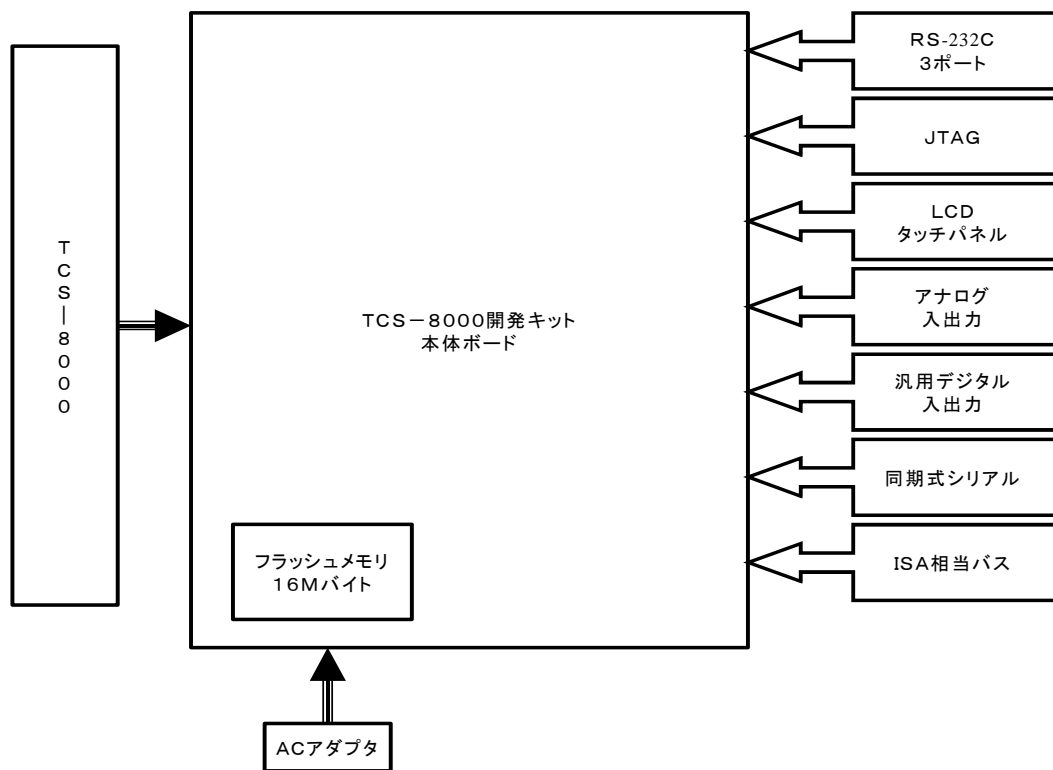 TCS|8000
TCS－8000開発キット
本体ボード
フラッシュメモリ
16Mバイト
ACアダプタ
RS-232C
3ポート
JTAG
LCD
タッチパネル
アナログ
入出力
汎用デジタル
入出力
同期式シリアル
ISA相当バス